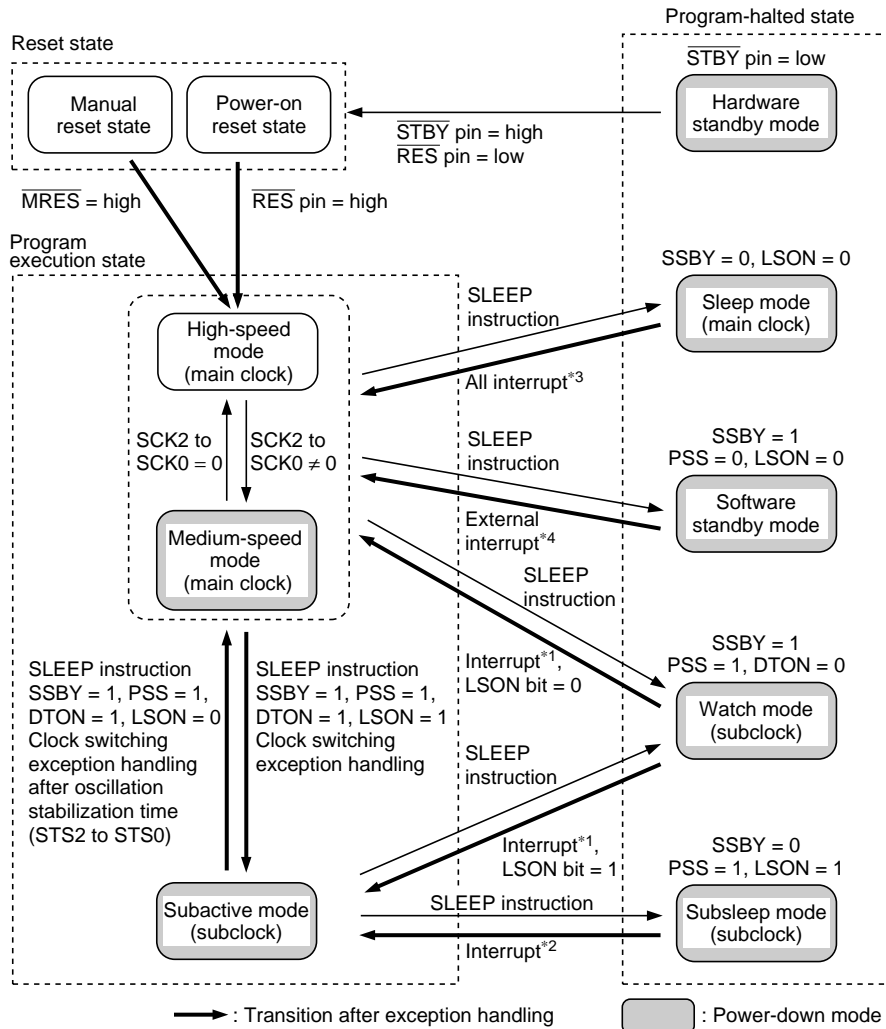 Program-halted state
Reset state
Manual
reset state
Power-on
reset state
STBY pin = low
Hardware
standby mode
STBY pin = high
RES pin = low
MRES = high
RES pin = high
Program
execution state
High-speed
mode
(main clock)
SCK2 to
SCK0 = 0
SCK2 to
SCK0 ≠ 0
Medium-speed
mode
(main clock)
SLEEP
instruction
All interrupt*3
SSBY = 0, LSON = 0
Sleep mode
(main clock)
SLEEP
instruction
External
interrupt*4
SSBY = 1
PSS = 0, LSON = 0
Software
standby mode
SLEEP
instruction
Interrupt*1,
LSON bit = 0
SSBY = 1
PSS = 1, DTON = 0
Watch mode
(subclock)
SLEEP instruction
SSBY = 1, PSS = 1,
DTON = 1, LSON = 0
Clock switching
exception handling
after oscillation
stabilization time
(STS2 to STS0)
SLEEP instruction
SSBY = 1, PSS = 1,
DTON = 1, LSON = 1
Clock switching
exception handling
SLEEP
instruction
Interrupt*1,
LSON bit = 1
Subactive mode
(subclock)
SLEEP instruction
Interrupt*2
SSBY = 0
PSS = 1, LSON = 1
Subsleep mode
(subclock)
: Transition after exception handling
: Power-down mode